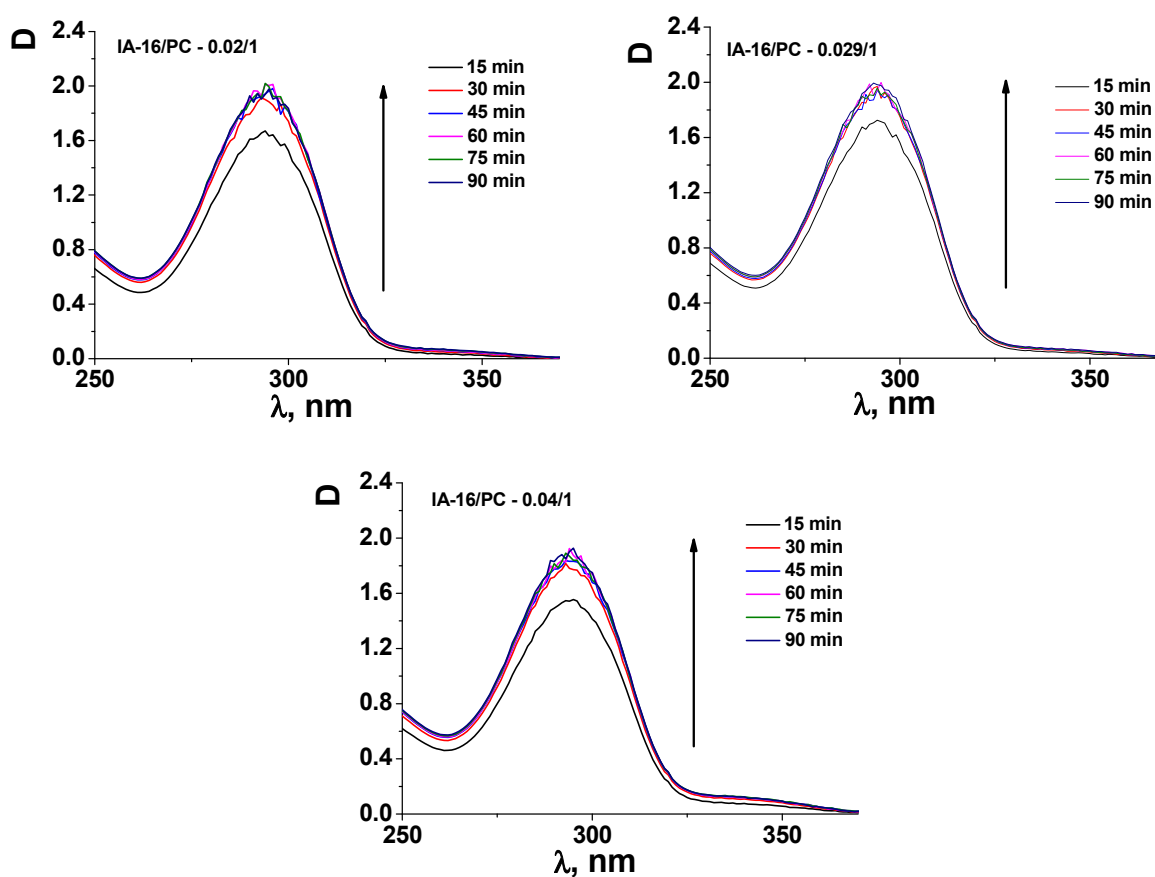 D
IA-16/PC - 0.02/1
2.4
2.0
1.6
1.2
0.8
0.4
0.0
15 min
30 min
45 min
60 min
75 min
90 min
250
300
350
λ, nm
D
IA-16/PC - 0.029/1
2.4
2.0
1.6
1.2
0.8
0.4
0.0
15 min
30 min
45 min
60 min
75 min
90 min
250
300
350
λ, nm
D
IA-16/PC - 0.04/1
2.4
2.0
1.6
1.2
0.8
0.4
0.0
15 min
30 min
45 min
60 min
75 min
90 min
250
300
350
λ, nm